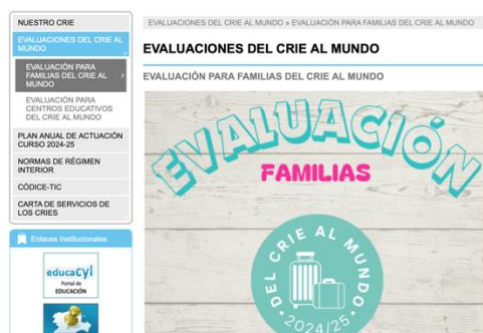 NUESTRO CRIE
EVALUACIONES DEL CRIE AL
MUNDO
EVALUACIÓN PARA
FAMILIAS DEL CRIE AL
MUNDO
EVALUACIÓN PARA
CENTROS EDUCATIVOS
DEL CRIE AL MUNDO
PLAN ANUAL DE ACTUACIÓN
CURSO 2024-25
NORMAS DE RÉGIMEN
INTERIOR
CÓDICE-TIC
CARTA DE SERVICIOS DE
LOS CRIES
Enlaces Institucionales
educacyl
Portal de
EDUCACIÓN
EVALUACIONES DEL CRIE AL MUNDO » EVALUACIÓN PARA FAMILIAS DEL CRIE AL MUNDO
EVALUACIONES DEL CRIE AL MUNDO
EVALUACIÓN PARA FAMILIAS DEL CRIE AL MUNDO
EVALUACIÓN
FAMILIAS
DEL CRIE AL MUNDO
2024/25